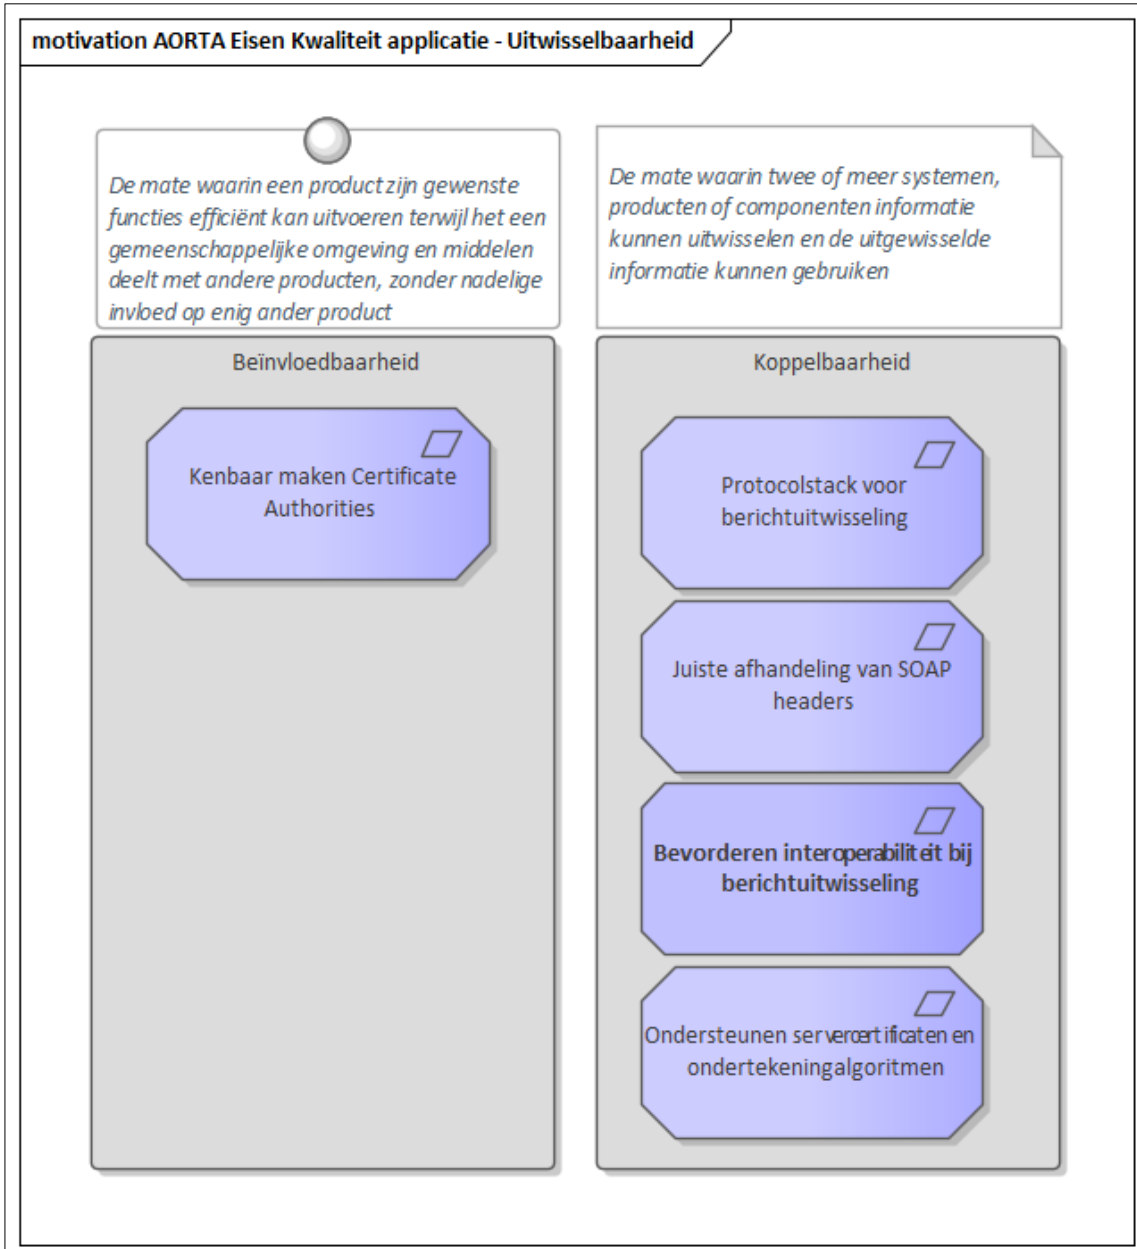 motivation AORTA Eisen Kwaliteit applicatie - Uitwisselbaarheid
De mate waarin een product zijn gewenste
functies efficiënt kan uitvoeren terwijl het een
gemeenschappelijke omgeving en middelen
deelt met andere producten, zonder nadelige
invloed op enig ander product
De mate waarin twee of meer systemen,
producten of componenten informatie
kunnen uitwisselen en de uitgewisselde
informatie kunnen gebruiken
Beïnvloedbaarheid
Kenbaar maken Certificate
Authorities
Koppelbaarheid
Protocolstack voor
berichtuitwisseling
Juiste afhandeling van SOAP
headers
Bevorderen interoperabiliteit bij
berichtuitwisseling
Ondersteunen servercertificaten en
ondertekeningalgoritmen